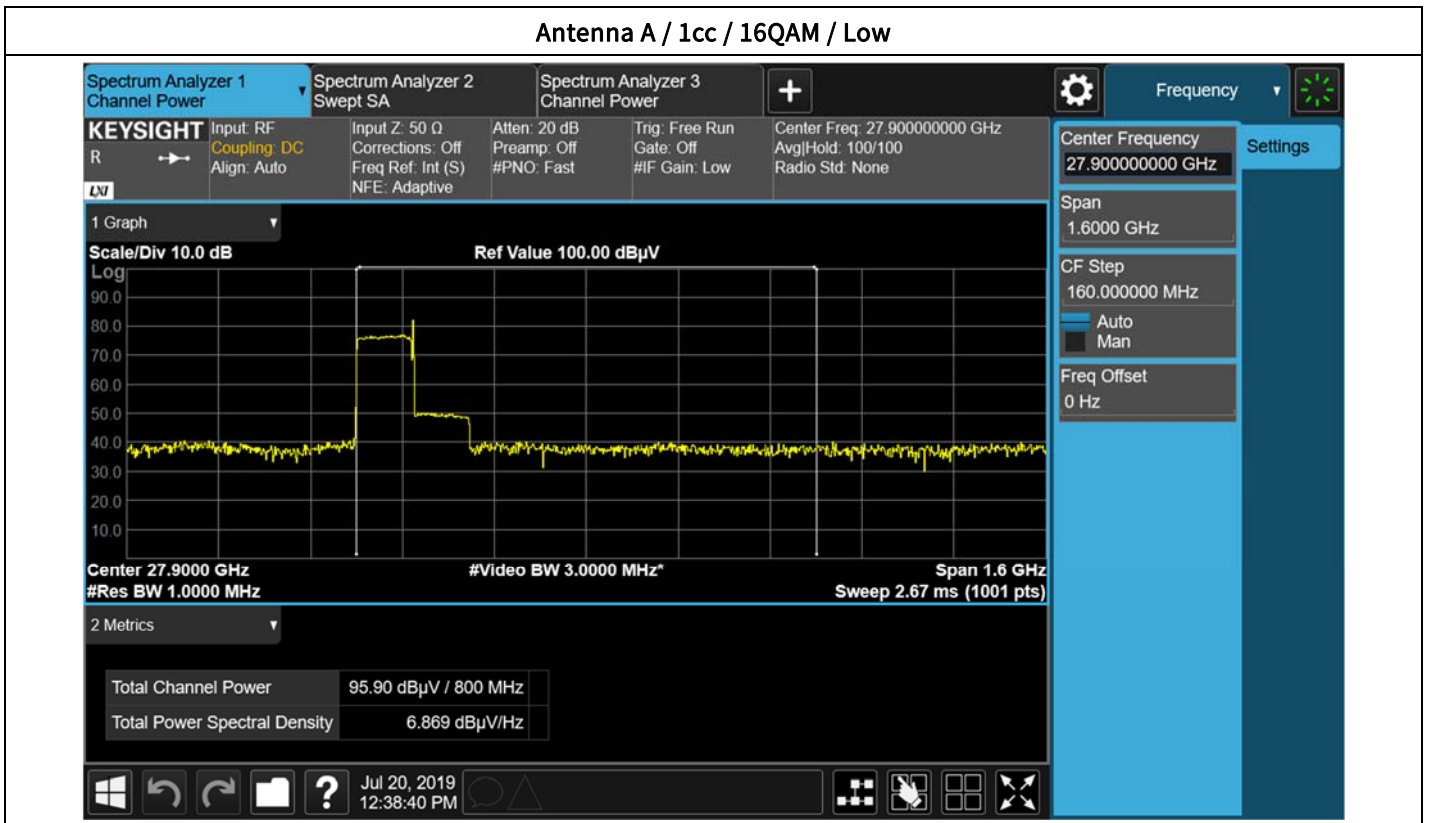 Antenna A / 1cc / 16QAM / Low
Spectrum Analyzer 1
Channel Power
Spectrum Analyzer 2
Swept SA
Spectrum Analyzer 3
Channel Power
Frequency
KEYSIGHT
R
LXI
Input: RF
Coupling: DC
Align: Auto
Input Z: 50 Ω
Corrections: Off
Freq Ref: Int (S)
NFE: Adaptive
Atten: 20 dB
Preamp: Off
#PNO: Fast
Trig: Free Run
Gate: Off
#IF Gain: Low
Center Freq: 27.900000000 GHz
Avg|Hold: 100/100
Radio Std: None
Center Frequency
27.900000000 GHz
Settings
Span
1.6000 GHz
CF Step
160.000000 MHz
Auto
Man
Freq Offset
0 Hz
1 Graph
Scale/Div 10.0 dB
Ref Value 100.00 dBµV
Log
90.0
80.0
70.0
60.0
50.0
40.0
30.0
20.0
10.0
Center 27.9000 GHz
#Video BW 3.0000 MHz*
Span 1.6 GHz
#Res BW 1.0000 MHz
Sweep 2.67 ms (1001 pts)
2 Metrics
Total Channel Power 95.90 dBµV / 800 MHz
Total Power Spectral Density 6.869 dBµV/Hz
?
Jul 20, 2019
12:38:40 PM